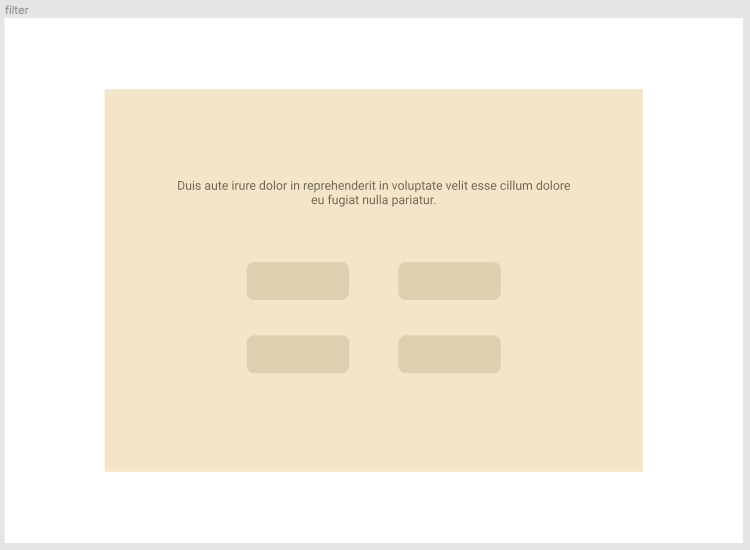 filter
Duis aute irure dolor in reprehenderit in voluptate velit esse cillum dolore
eu fugiat nulla pariatur.